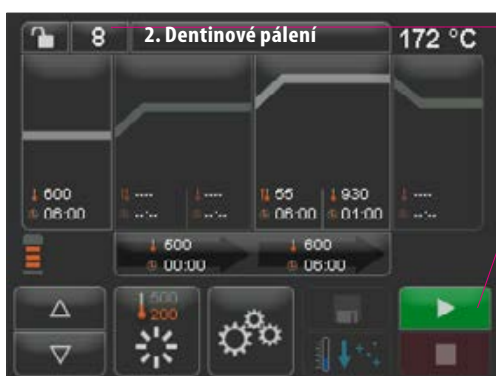 8 2. Dentinové pálení 172 °C
600 ---- ---- 55 930 ----
06:00 --:-- --:-- 06:00 01:00 --:--
600 600
00:00 06:00
500
200